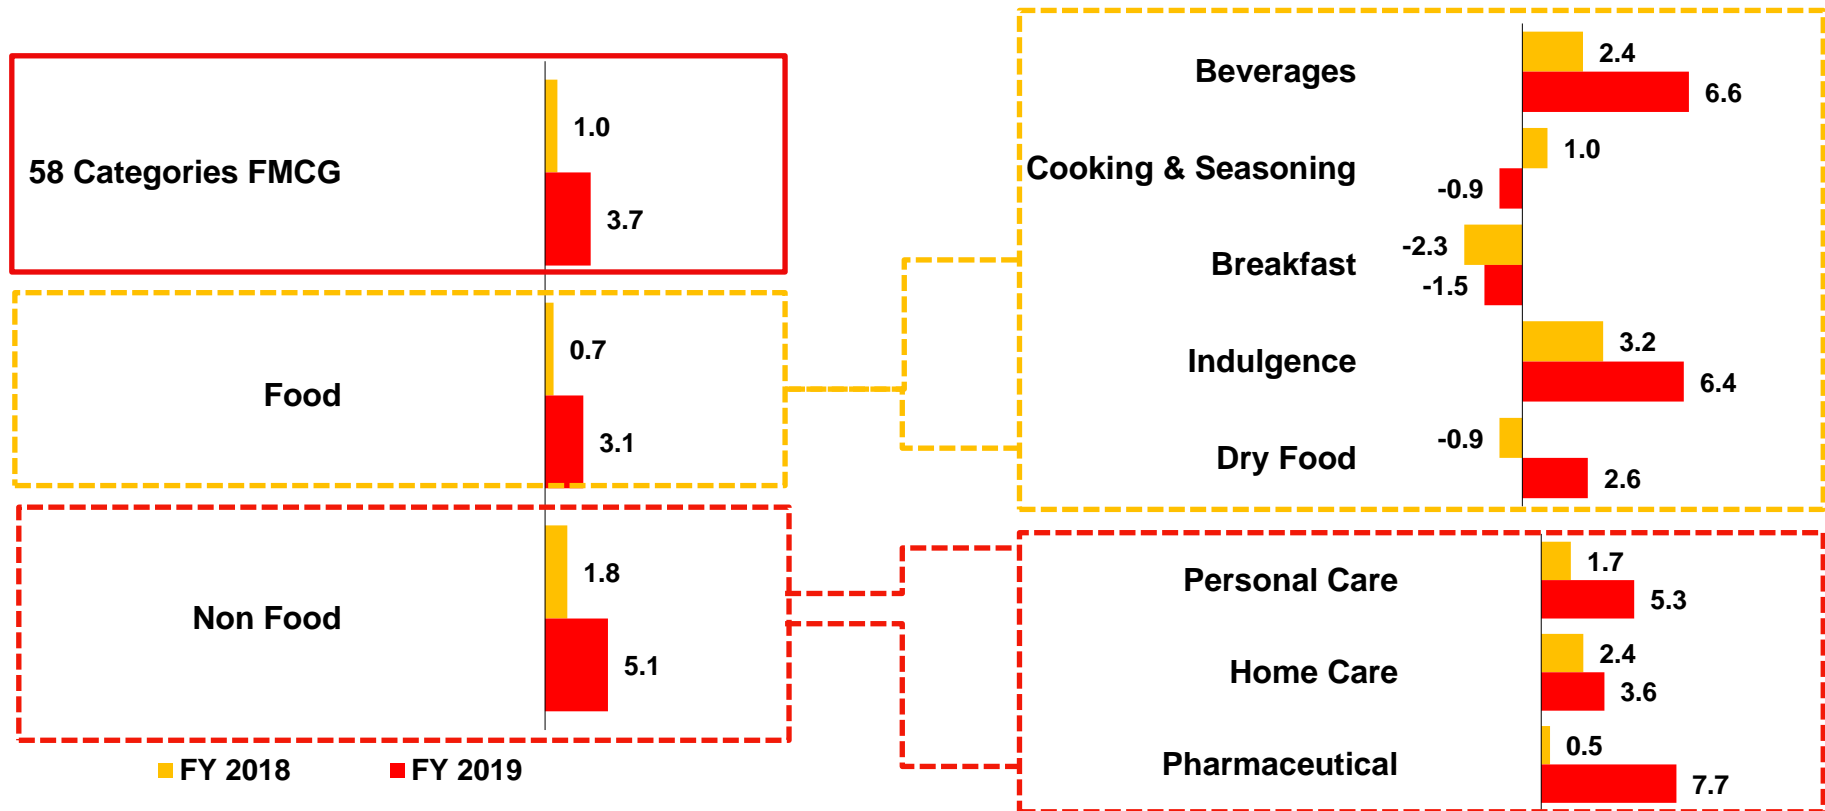 58 Categories FMCG
1.0
3.7
Food
0.7
3.1
Non Food
1.8
5.1
FY 2018
FY 2019
Beverages
2.4
6.6
Cooking & Seasoning
1.0
-0.9
Breakfast
-2.3
-1.5
Indulgence
3.2
6.4
Dry Food
-0.9
2.6
Personal Care
1.7
5.3
Home Care
2.4
3.6
Pharmaceutical
0.5
7.7